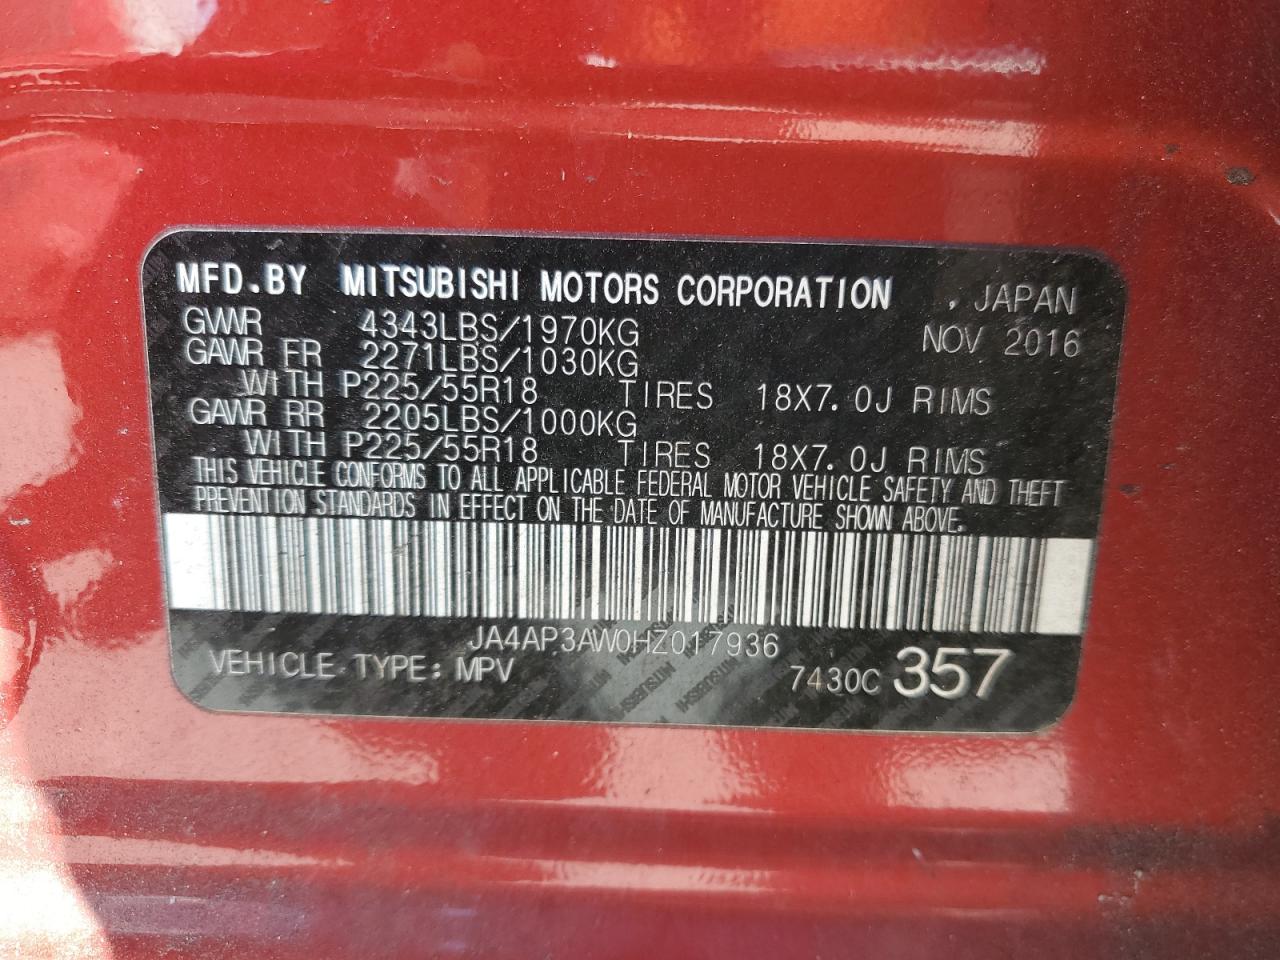 MFD.BY MITSUBISHI MOTORS CORPORATION , JAPAN
GVWR 4343LBS/1970KG NOV 2016
GAWR FR 2271LBS/1030KG
WITH P225/55R18 TIRES 18X7.0J RIMS
GAWR RR 2205LBS/1000KG
WITH P225/55R18 TIRES 18X7.0J RIMS
THIS VEHICLE CONFORMS TO ALL APPLICABLE FEDERAL MOTOR VEHICLE SAFETY AND THEFT
PREVENTION STANDARDS IN EFFECT ON THE DATE OF MANUFACTURE SHOWN ABOVE.
JA4AP3AW0HZ017936
VEHICLE TYPE: MPV 7430C 357